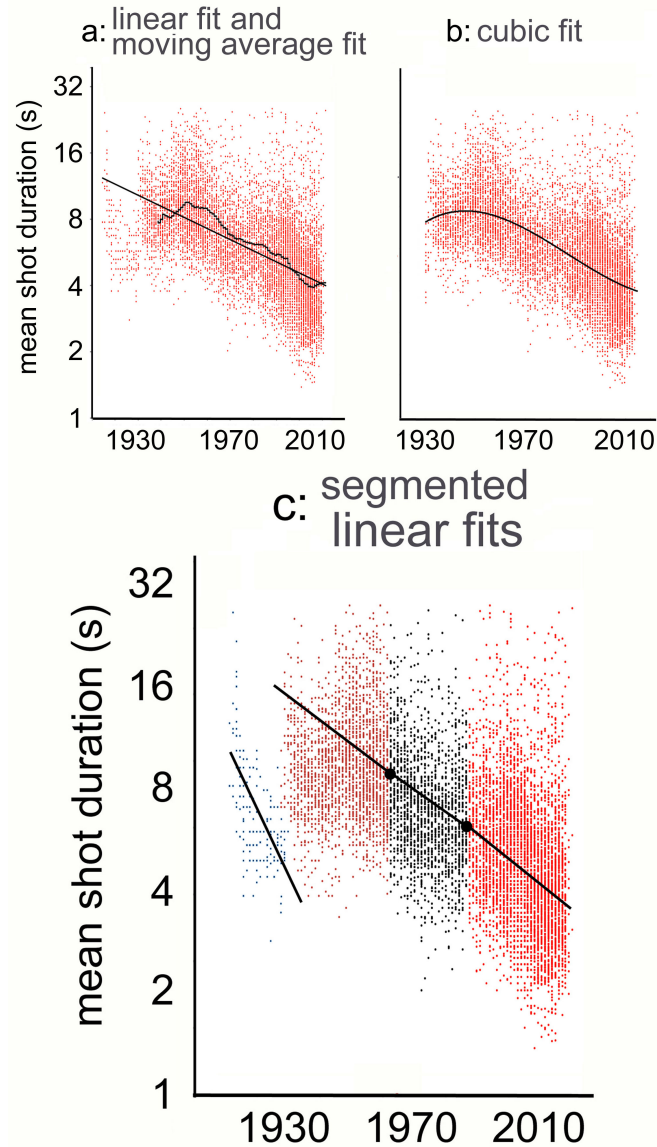 a: linear fit and
moving average fit
b: cubic fit
mean shot duration (s)
32
16
8
4
2
1
1930 1970 2010
1930 1970 2010
c: segmented
linear fits
mean shot duration (s)
32
16
8
4
2
1
1930 1970 2010